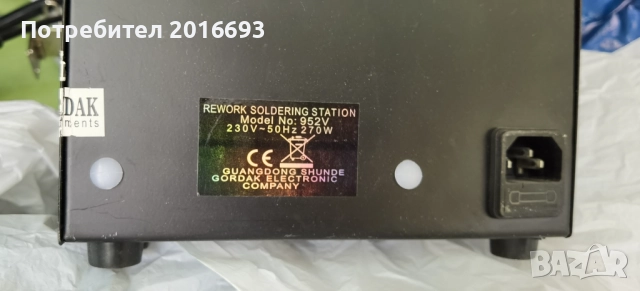 Потребител 2016693
DAK
ments
REWORK SOLDERING STATION
Model No: 952V
230V~50Hz 270W
CE
GUANGDONG SHUNDE
GORDAK ELECTRONIC
COMPANY
BAZAR